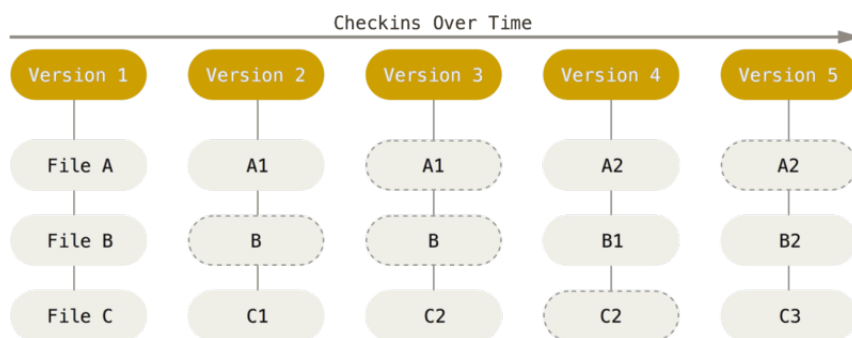 Checkins Over Time
Version 1 Version 2 Version 3 Version 4 Version 5
File A A1 A1 A2 A2
File B B B B1 B2
File C C1 C2 C2 C3